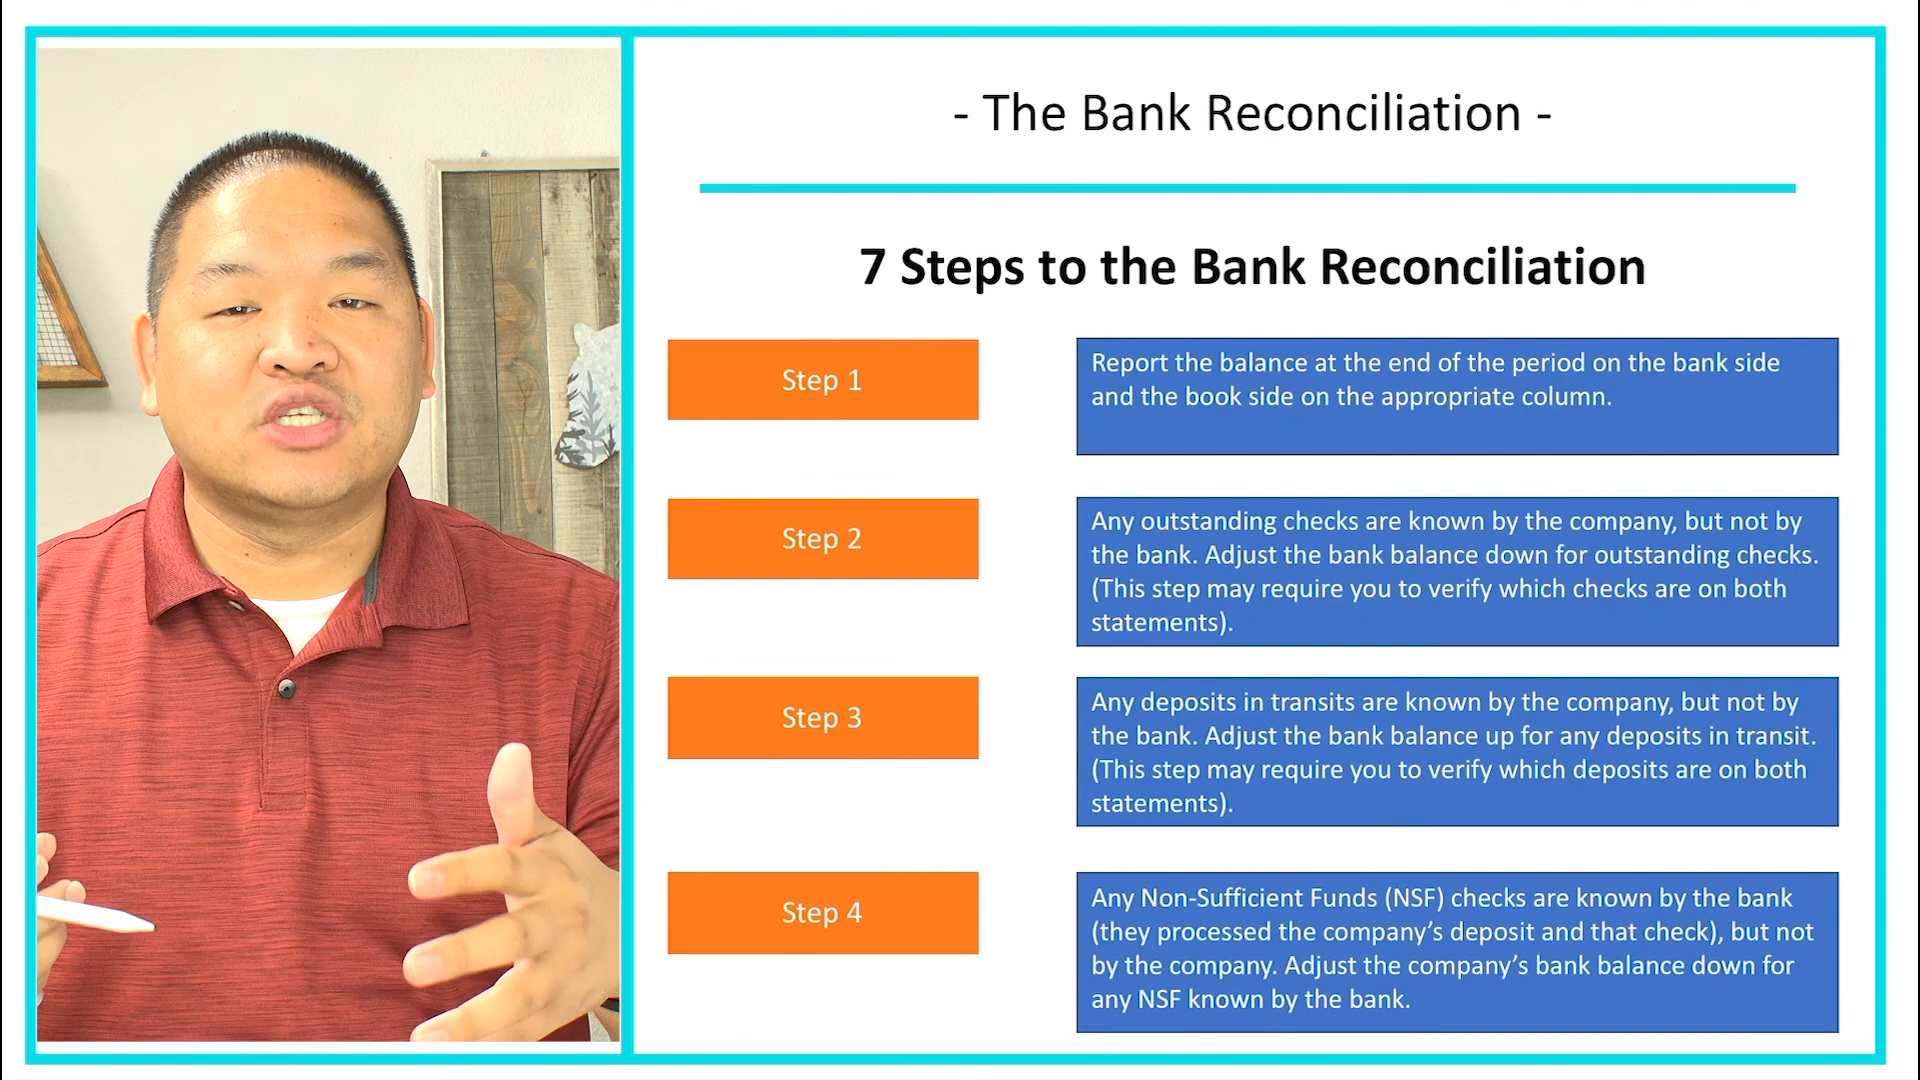 - The Bank Reconciliation -
7 Steps to the Bank Reconciliation
Step 1
Report the balance at the end of the period on the bank side
and the book side on the appropriate column.
Step 2
Any outstanding checks are known by the company, but not by
the bank. Adjust the bank balance down for outstanding checks.
(This step may require you to verify which checks are on both
statements).
Step 3
Any deposits in transits are known by the company, but not by
the bank. Adjust the bank balance up for any deposits in transit.
(This step may require you to verify which deposits are on both
statements).
Step 4
Any Non-Sufficient Funds (NSF) checks are known by the bank
(they processed the company’s deposit and that check), but not
by the company. Adjust the company’s bank balance down for
any NSF known by the bank.